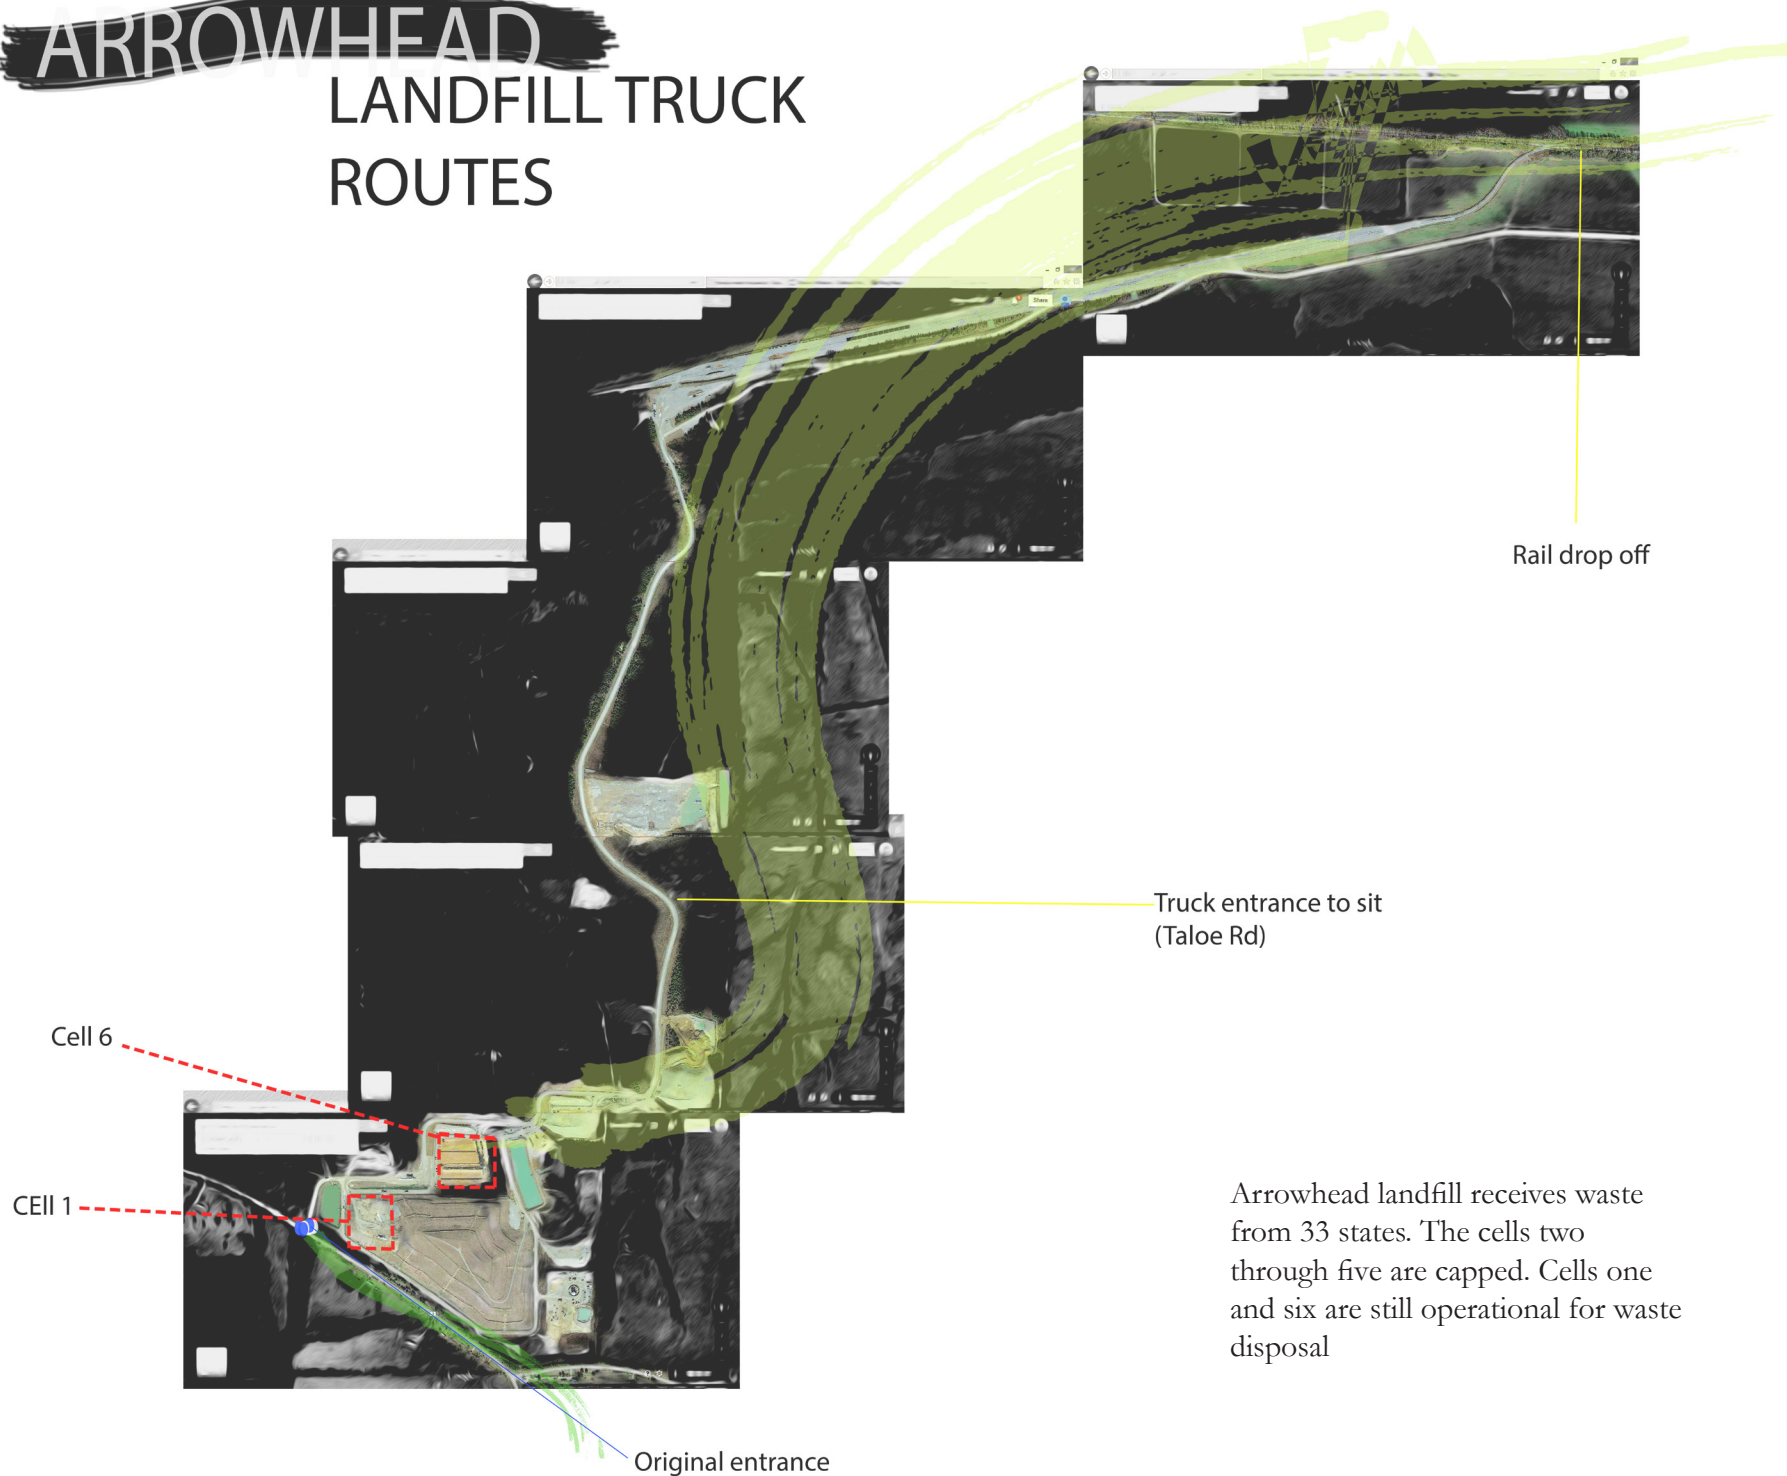 ARROWHEAD
LANDFILL TRUCK
ROUTES
Share
Rail drop off
Truck entrance to sit
(Taloe Rd)
Cell 6
CEll 1
Arrowhead landfill receives waste
from 33 states. The cells two
through five are capped. Cells one
and six are still operational for waste
disposal
Original entrance